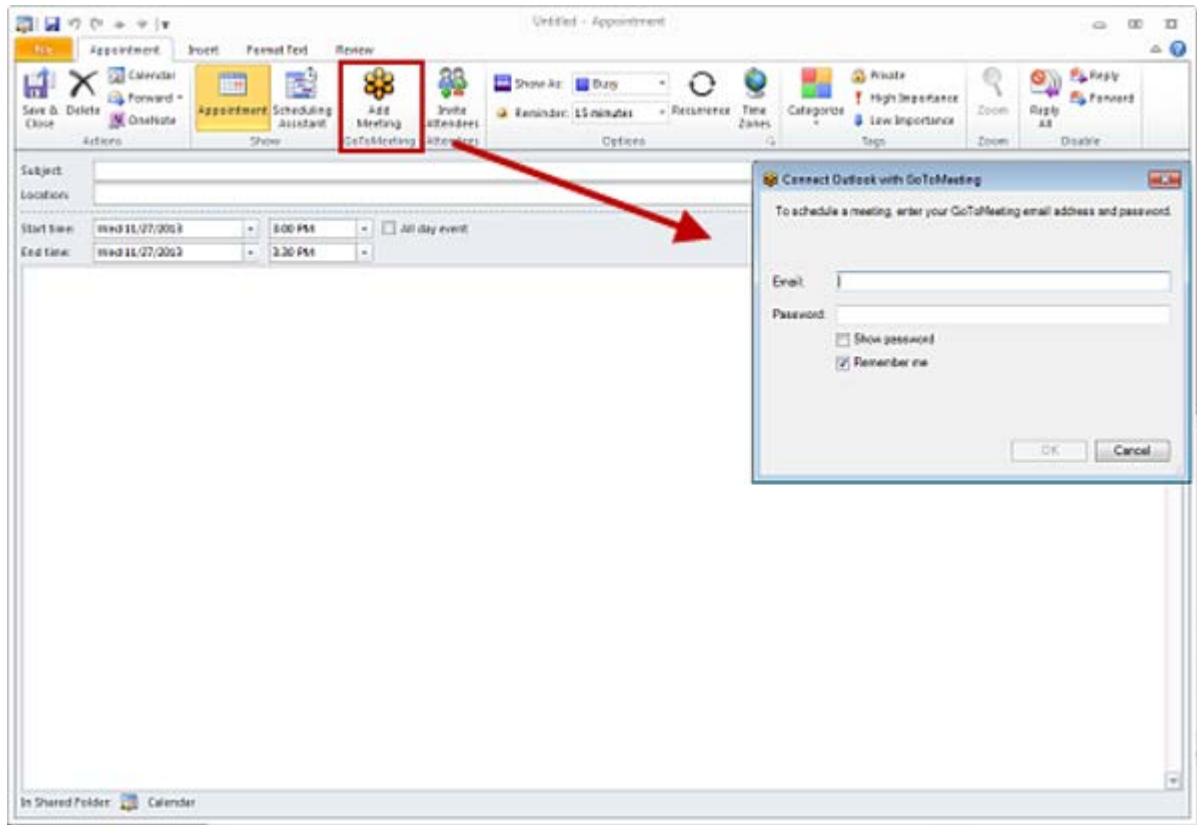 Untitled - Appointment
File Appointment Insert Format Text Review
Save & Close
Delete
Calendar
Forward
OneNote
Actions
Appointment
Scheduling Assistant
Show
Add Meeting
GoToMeeting
Invite Attendees
Attendees
Show As: Busy
Reminder: 15 minutes
Recurrence
Time Zones
Options
Categorize
Private
High Importance
Low Importance
Tags
Zoom
Zoom
Reply All
Reply
Forward
Disable
Subject:
Location:
Start time: Wed 11/27/2013 3:00 PM All day event
End time: Wed 11/27/2013 3:30 PM
Connect Outlook with GoToMeeting
To schedule a meeting, enter your GoToMeeting email address and password.
Email:
Password:
Show password
Remember me
OK Cancel
In Shared Folder: Calendar